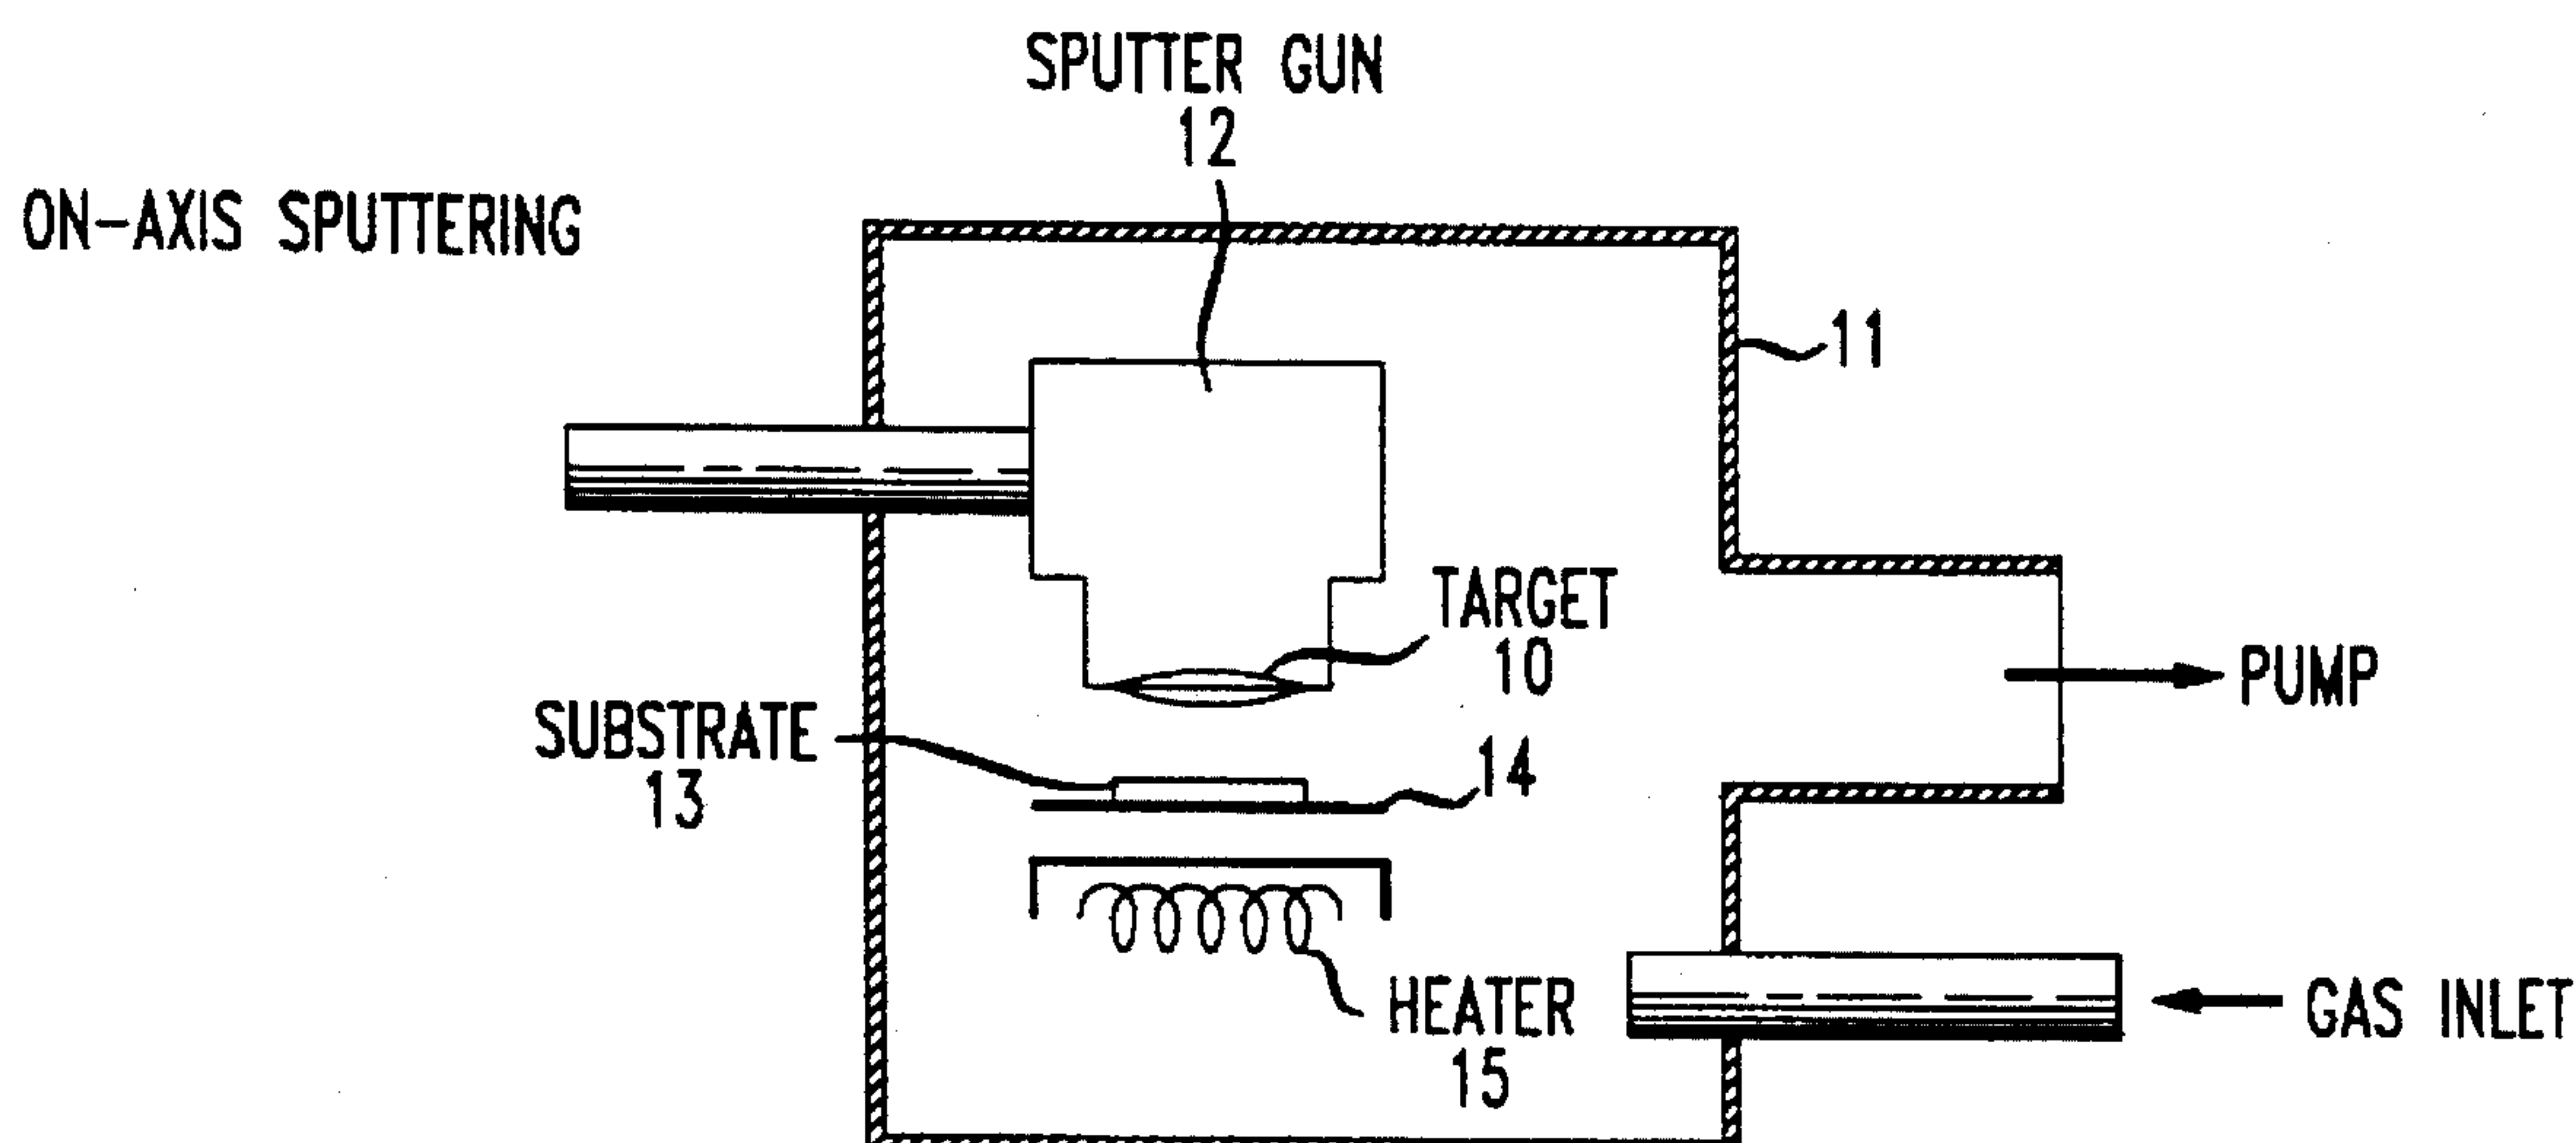 SPUTTER GUN
12
ON-AXIS SPUTTERING
11
TARGET
10
PUMP
SUBSTRATE
13
14
HEATER
15
GAS INLET